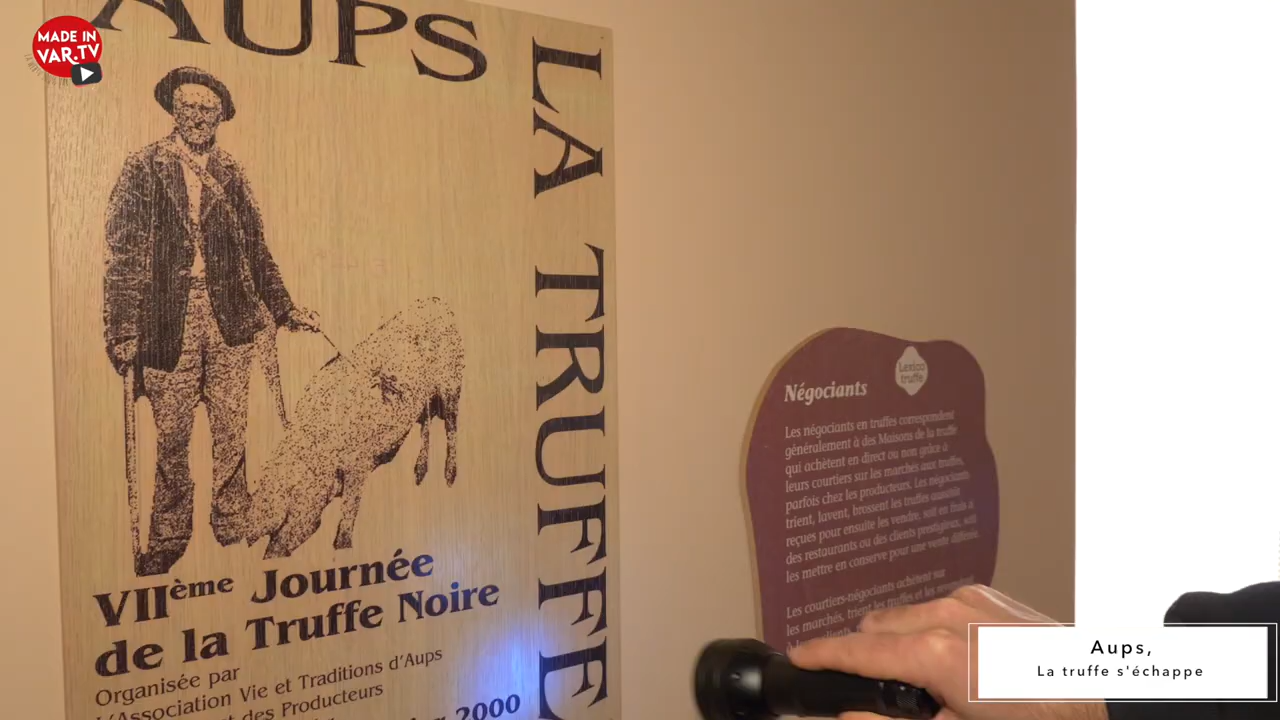 MADE IN
VAR.TV
AUPS
LA TRUFFE
VIIème Journée
de la Truffe Noire
Organisée par
L'Association Vie et Traditions d'Aups
des Producteurs
2000
Lexico
truffe
Négociants
Les négociants en truffes correspondent
généralement à des Maisons de la truffe
qui achètent en direct ou non grâce à
leurs courtiers sur les marchés aux truffes,
parfois chez les producteurs. Les négociants
trient, lavent, brossent les truffes aussitôt
reçues pour ensuite les vendre, soit en frais à
des restaurants ou des clients prestigieux, soit
les mettre en conserve pour une vente différée.
Les courtiers-négociants achètent sur
les marchés, trient les truffes et les
Aups,
La truffe s'échappe